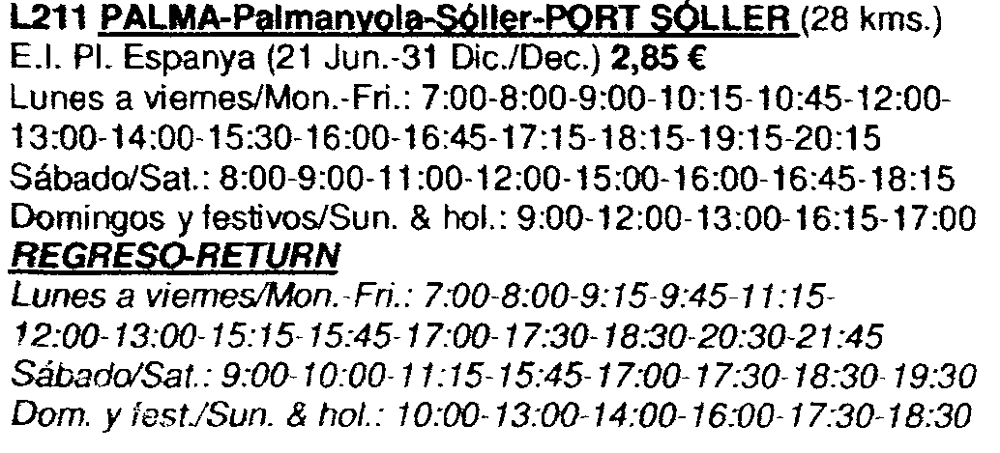 L211 PALMA-Palmanyola-Sóller-PORT SÓLLER (28 kms.)
E.I. Pl. Espanya (21 Jun.-31 Dic./Dec.) 2,85 €
Lunes a viernes/Mon.-Fri.: 7:00-8:00-9:00-10:15-10:45-12:00-
13:00-14:00-15:30-16:00-16:45-17:15-18:15-19:15-20:15
Sábado/Sat.: 8:00-9:00-11:00-12:00-15:00-16:00-16:45-18:15
Domingos y festivos/Sun. & hol.: 9:00-12:00-13:00-16:15-17:00
REGRESO-RETURN
Lunes a viernes/Mon.-Fri.: 7:00-8:00-9:15-9:45-11:15-
12:00-13:00-15:15-15:45-17:00-17:30-18:30-20:30-21:45
Sábado/Sat.: 9:00-10:00-11:15-15:45-17:00-17:30-18:30-19:30
Dom. y fest./Sun. & hol.: 10:00-13:00-14:00-16:00-17:30-18:30